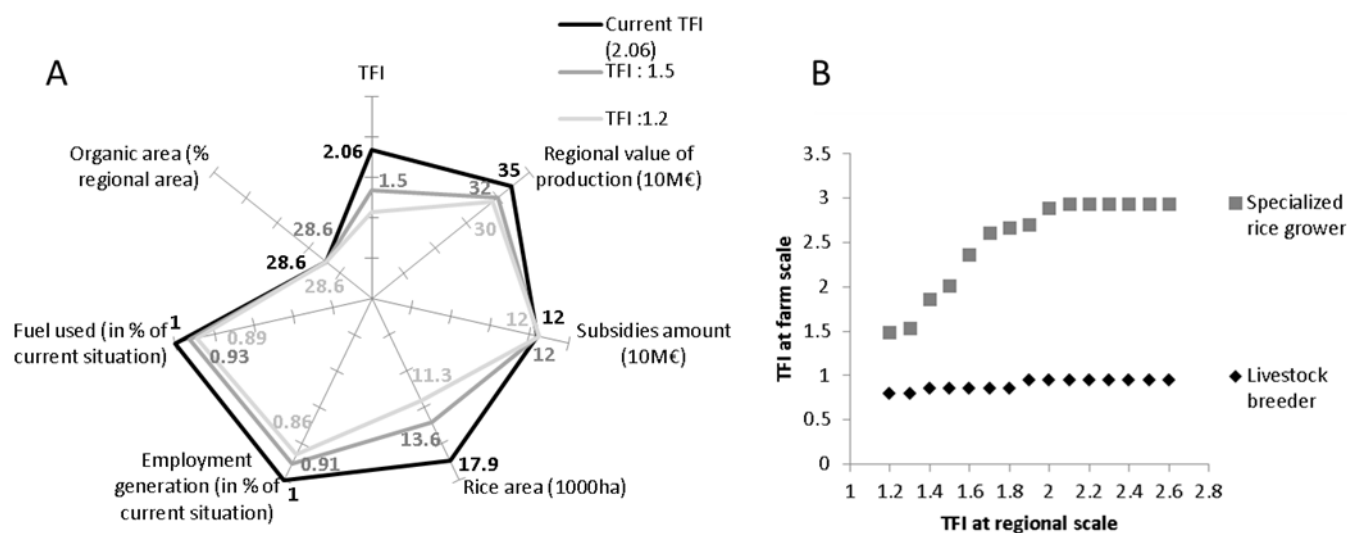 A
TFI
Current TFI
(2.06)
TFI : 1.5
TFI :1.2
2.06
1.5
Organic area (%
regional area)
Regional value of
production (10M€)
35
32
30
28.6
28.6
28.6
Subsidies amount
(10M€)
12
12
12
Fuel used (in % of
current situation)
1
0.89
0.93
Employment
generation (in % of
current situation)
0.86
0.91
1
Rice area (1000ha)
11.3
13.6
17.9
B
TFI at farm scale
3.5
3
2.5
2
1.5
1
0.5
0
1 1.2 1.4 1.6 1.8 2 2.2 2.4 2.6 2.8
TFI at regional scale
Specialized
rice grower
Livestock
breeder